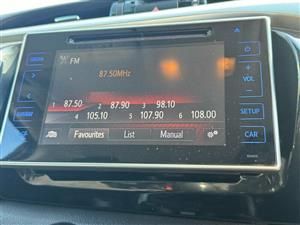 FM
87.50MHz
1 87.50 2 87.90 3 98.10
4 105.10 5 107.90 6 108.00
Favourites List Manual
+
VOL
-
SETUP
CAR